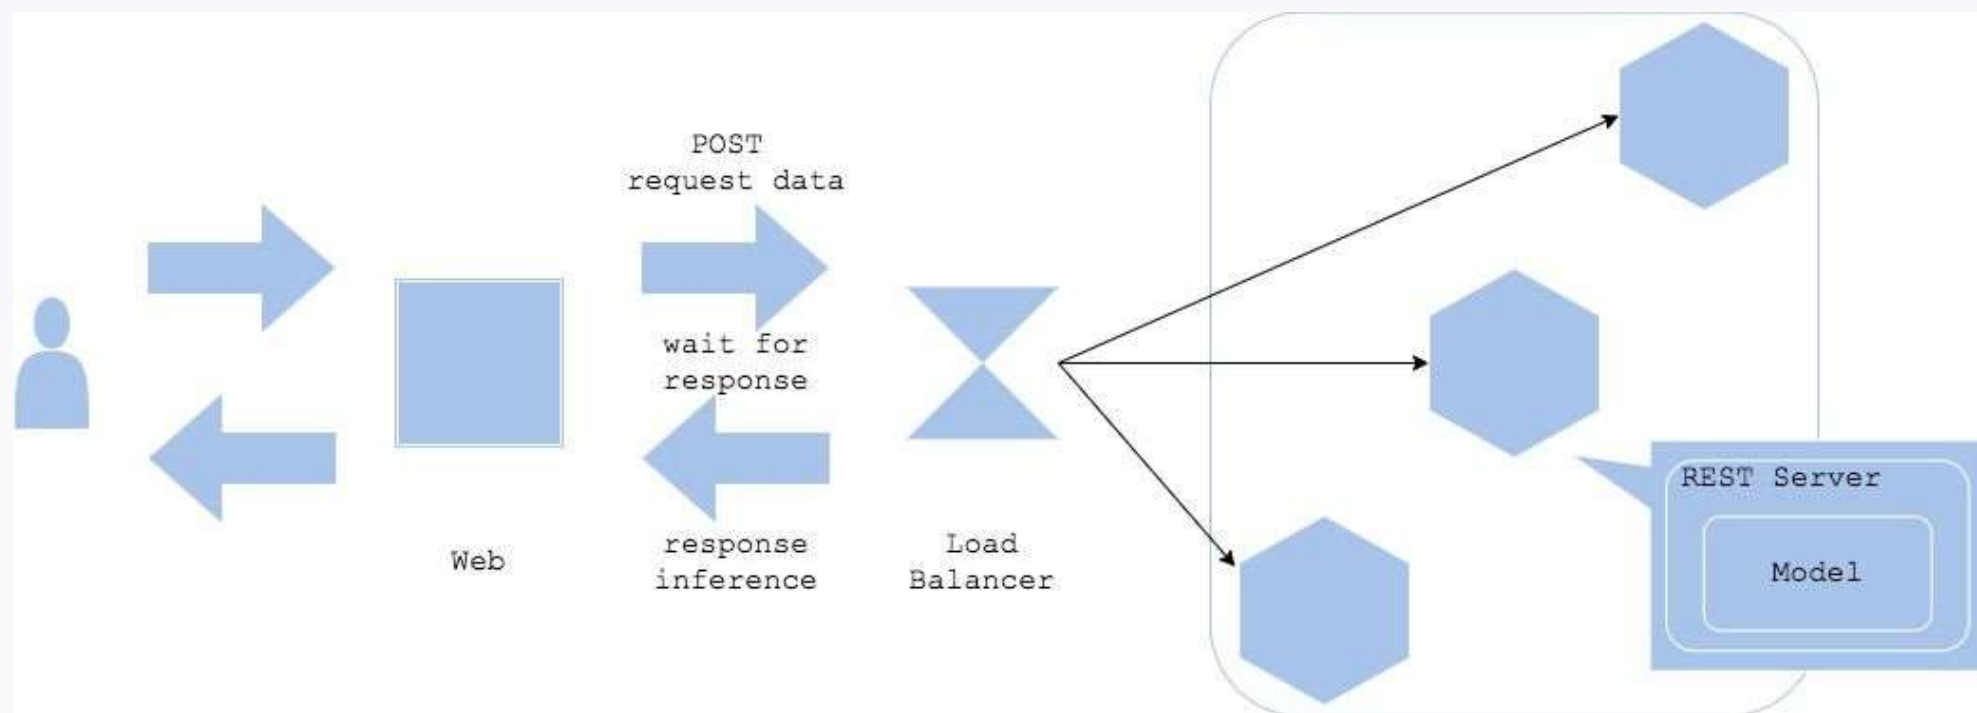 POST
request data
wait for
response
response
inference
Web
Load
Balancer
REST Server
Model